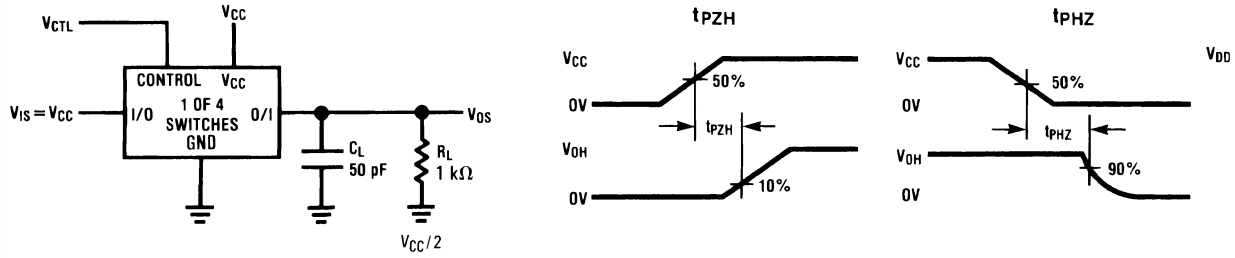 VCTL
VCC
CONTROL
VCC
VIS = VCC
I/O
1 OF 4
SWITCHES
GND
O/I
VOS
CL
50 pF
RL
1 kΩ
VCC/2
tPZH
VCC
50%
0V
tPZH
VOH
10%
0V
tPHZ
VCC
50%
0V
tPHZ
VOH
90%
0V
VDD